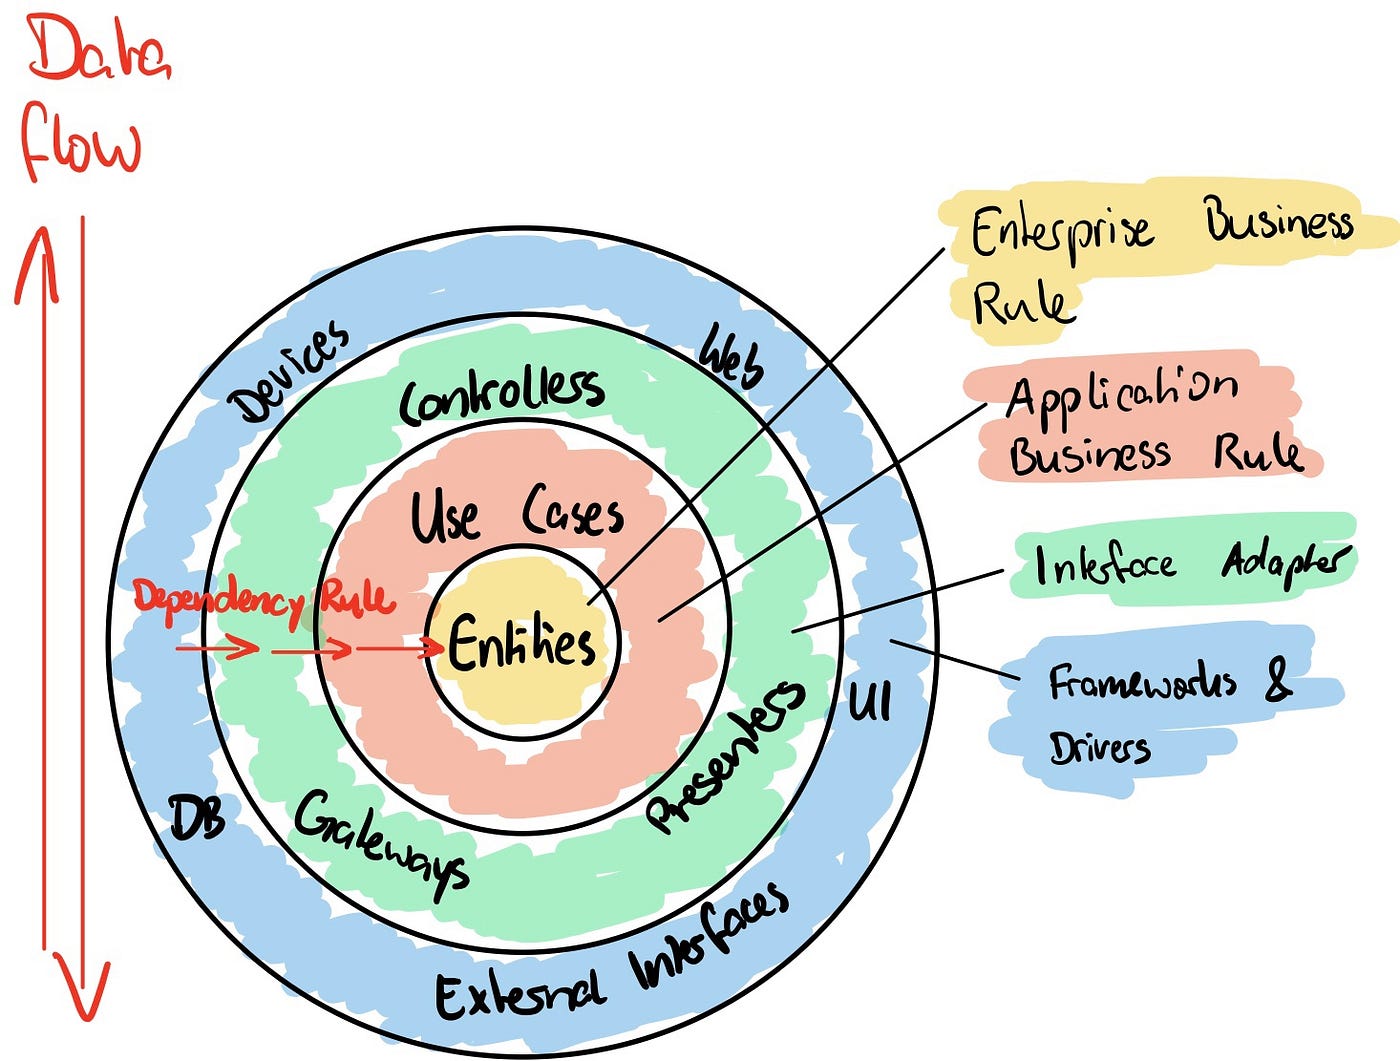 Data
flow
Enterprise Business
Rule
Application
Business Rule
Interface Adapter
Frameworks &
Drivers
Devices
Web
Controllers
Use Cases
Dependency Rule
Entities
UI
Presenters
DB
Gateways
External Interfaces